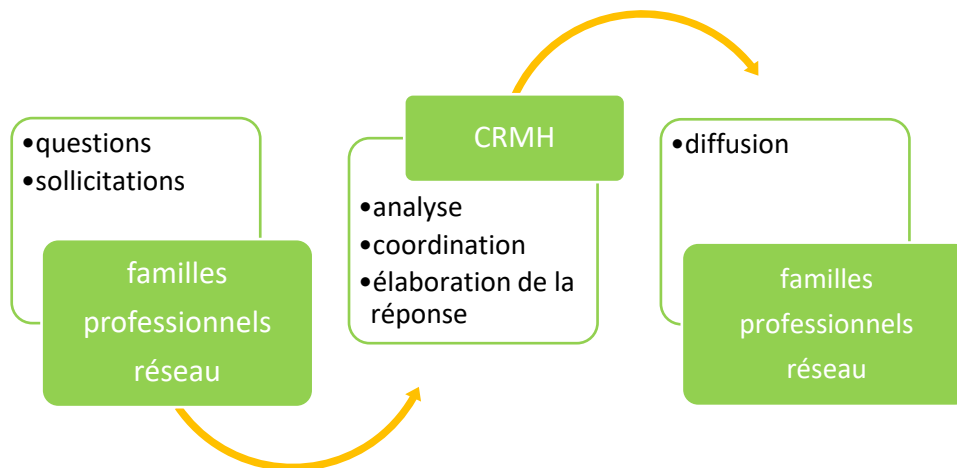 •questions
•sollicitations
familles
professionnels
réseau
CRMH
•analyse
•coordination
•élaboration de la
réponse
•diffusion
familles
professionnels
réseau